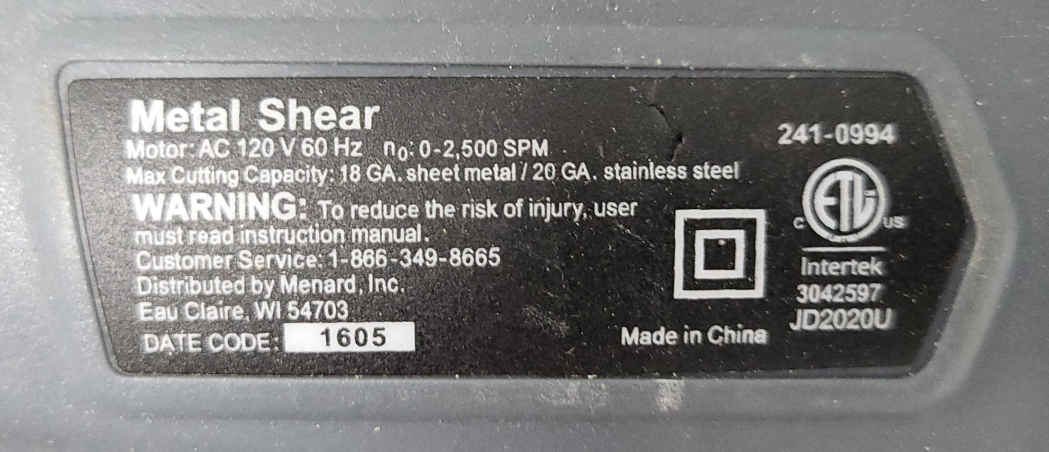 Metal Shear
Motor: AC 120 V 60 Hz n0: 0-2,500 SPM
Max Cutting Capacity: 18 GA. sheet metal / 20 GA. stainless steel
WARNING: To reduce the risk of injury, user
must read instruction manual.
Customer Service: 1-866-349-8665
Distributed by Menard, Inc.
Eau Claire, WI 54703
DATE CODE: 1605
Made in China
241-0994
ETL
C US
Intertek
3042597
JD2020U